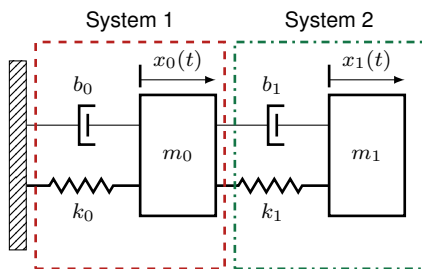 System 1 System 2
x₀(t) x₁(t)
b₀ b₁
m₀ m₁
k₀ k₁